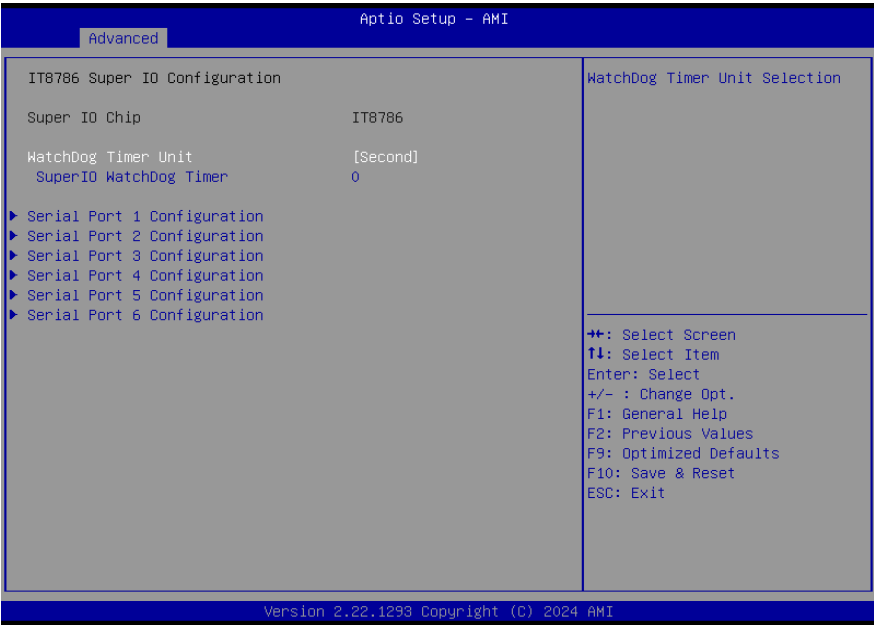 Aptio Setup – AMI
Advanced
IT8786 Super IO Configuration
Super IO Chip IT8786
WatchDog Timer Unit [Second]
SuperIO WatchDog Timer 0
Serial Port 1 Configuration
Serial Port 2 Configuration
Serial Port 3 Configuration
Serial Port 4 Configuration
Serial Port 5 Configuration
Serial Port 6 Configuration
WatchDog Timer Unit Selection
→←: Select Screen
↑↓: Select Item
Enter: Select
+/- : Change Opt.
F1: General Help
F2: Previous Values
F9: Optimized Defaults
F10: Save & Reset
ESC: Exit
Version 2.22.1293 Copyright (C) 2024 AMI